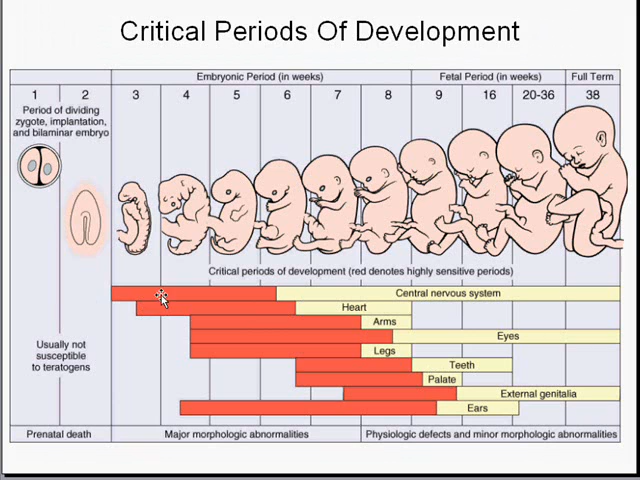 Critical Periods Of Development
Embryonic Period (in weeks) Fetal Period (in weeks) Full Term
1 2 3 4 5 6 7 8 9 16 20-36 38
Period of dividing
zygote, implantation,
and bilaminar embryo
Critical periods of development (red denotes highly sensitive periods)
Central nervous system
Heart
Arms
Eyes
Legs
Teeth
Palate
External genitalia
Ears
Usually not
susceptible
to teratogens
Prenatal death Major morphologic abnormalities Physiologic defects and minor morphologic abnormalities